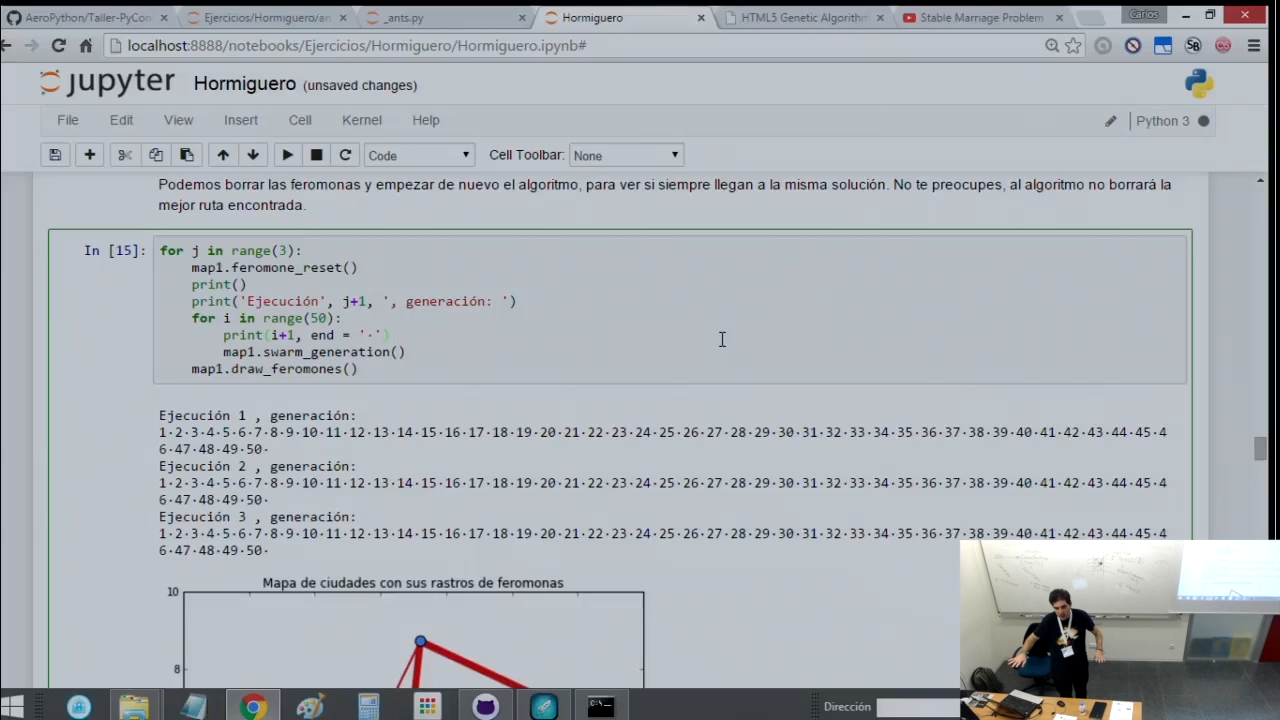 AeroPython/Taller-PyCon
Ejercicios/Hormiguero/an
_ants.py
Hormiguero
HTML5 Genetic Algorithm
Stable Marriage Problem
Carlos
localhost:8888/notebooks/Ejercicios/Hormiguero/Hormiguero.ipynb#
jupyter Hormiguero (unsaved changes)
File Edit View Insert Cell Kernel Help
Python 3
Code Cell Toolbar: None
Podemos borrar las feromonas y empezar de nuevo el algoritmo, para ver si siempre llegan a la misma solución. No te preocupes, al algoritmo no borrará la
mejor ruta encontrada.
In [15]: for j in range(3):
map1.feromone_reset()
print()
print('Ejecución', j+1, ', generación: ')
for i in range(50):
print(i+1, end = '·')
map1.swarm_generation()
map1.draw_feromones()
Ejecución 1 , generación:
1·2·3·4·5·6·7·8·9·10·11·12·13·14·15·16·17·18·19·20·21·22·23·24·25·26·27·28·29·30·31·32·33·34·35·36·37·38·39·40·41·42·43·44·45·4
6·47·48·49·50·
Ejecución 2 , generación:
1·2·3·4·5·6·7·8·9·10·11·12·13·14·15·16·17·18·19·20·21·22·23·24·25·26·27·28·29·30·31·32·33·34·35·36·37·38·39·40·41·42·43·44·45·4
6·47·48·49·50·
Ejecución 3 , generación:
1·2·3·4·5·6·7·8·9·10·11·12·13·14·15·16·17·18·19·20·21·22·23·24·25·26·27·28·29·30·31·32·33·34·35·36·37·38·39·40·41·42·43·44·45·4
6·47·48·49·50·
Mapa de ciudades con sus rastros de feromonas
10
8
Dirección